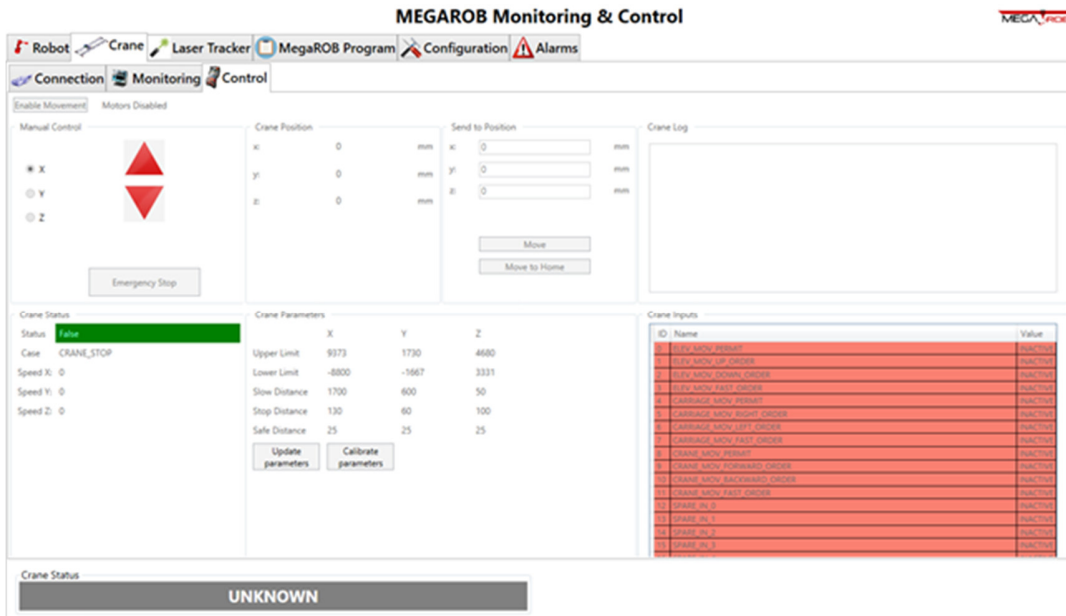 MEGAROB Monitoring & Control
MEGAROB
Robot Crane Laser Tracker MegaROB Program Configuration Alarms
Connection Monitoring Control
Enable Movement Motors Disabled
Manual Control
X
Y
Z
Emergency Stop
Crane Position
x: 0 mm
y: 0 mm
z: 0 mm
Send to Position
x: 0 mm
y: 0 mm
z: 0 mm
Move
Move to Home
Crane Log
Crane Status
Status False
Case CRANE_STOP
Speed X: 0
Speed Y: 0
Speed Z: 0
Crane Parameters
X Y Z
Upper Limit 9373 1730 4680
Lower Limit -8800 -1667 3331
Slow Distance 1700 600 50
Stop Distance 130 60 100
Safe Distance 25 25 25
Update parameters
Calibrate parameters
Crane Inputs
ID Name Value
0 ELEV_MOV_PERMIT INACTIVE
1 ELEV_MOV_UP_ORDER INACTIVE
2 ELEV_MOV_DOWN_ORDER INACTIVE
3 ELEV_MOV_FAST_ORDER INACTIVE
4 CARRIAGE_MOV_PERMIT INACTIVE
5 CARRIAGE_MOV_RIGHT_ORDER INACTIVE
6 CARRIAGE_MOV_LEFT_ORDER INACTIVE
7 CARRIAGE_MOV_FAST_ORDER INACTIVE
8 CRANE_MOV_PERMIT INACTIVE
9 CRANE_MOV_FORWARD_ORDER INACTIVE
10 CRANE_MOV_BACKWARD_ORDER INACTIVE
11 CRANE_MOV_FAST_ORDER INACTIVE
12 SPARE_IN_0 INACTIVE
13 SPARE_IN_1 INACTIVE
14 SPARE_IN_2 INACTIVE
15 SPARE_IN_3 INACTIVE
Crane Status
UNKNOWN